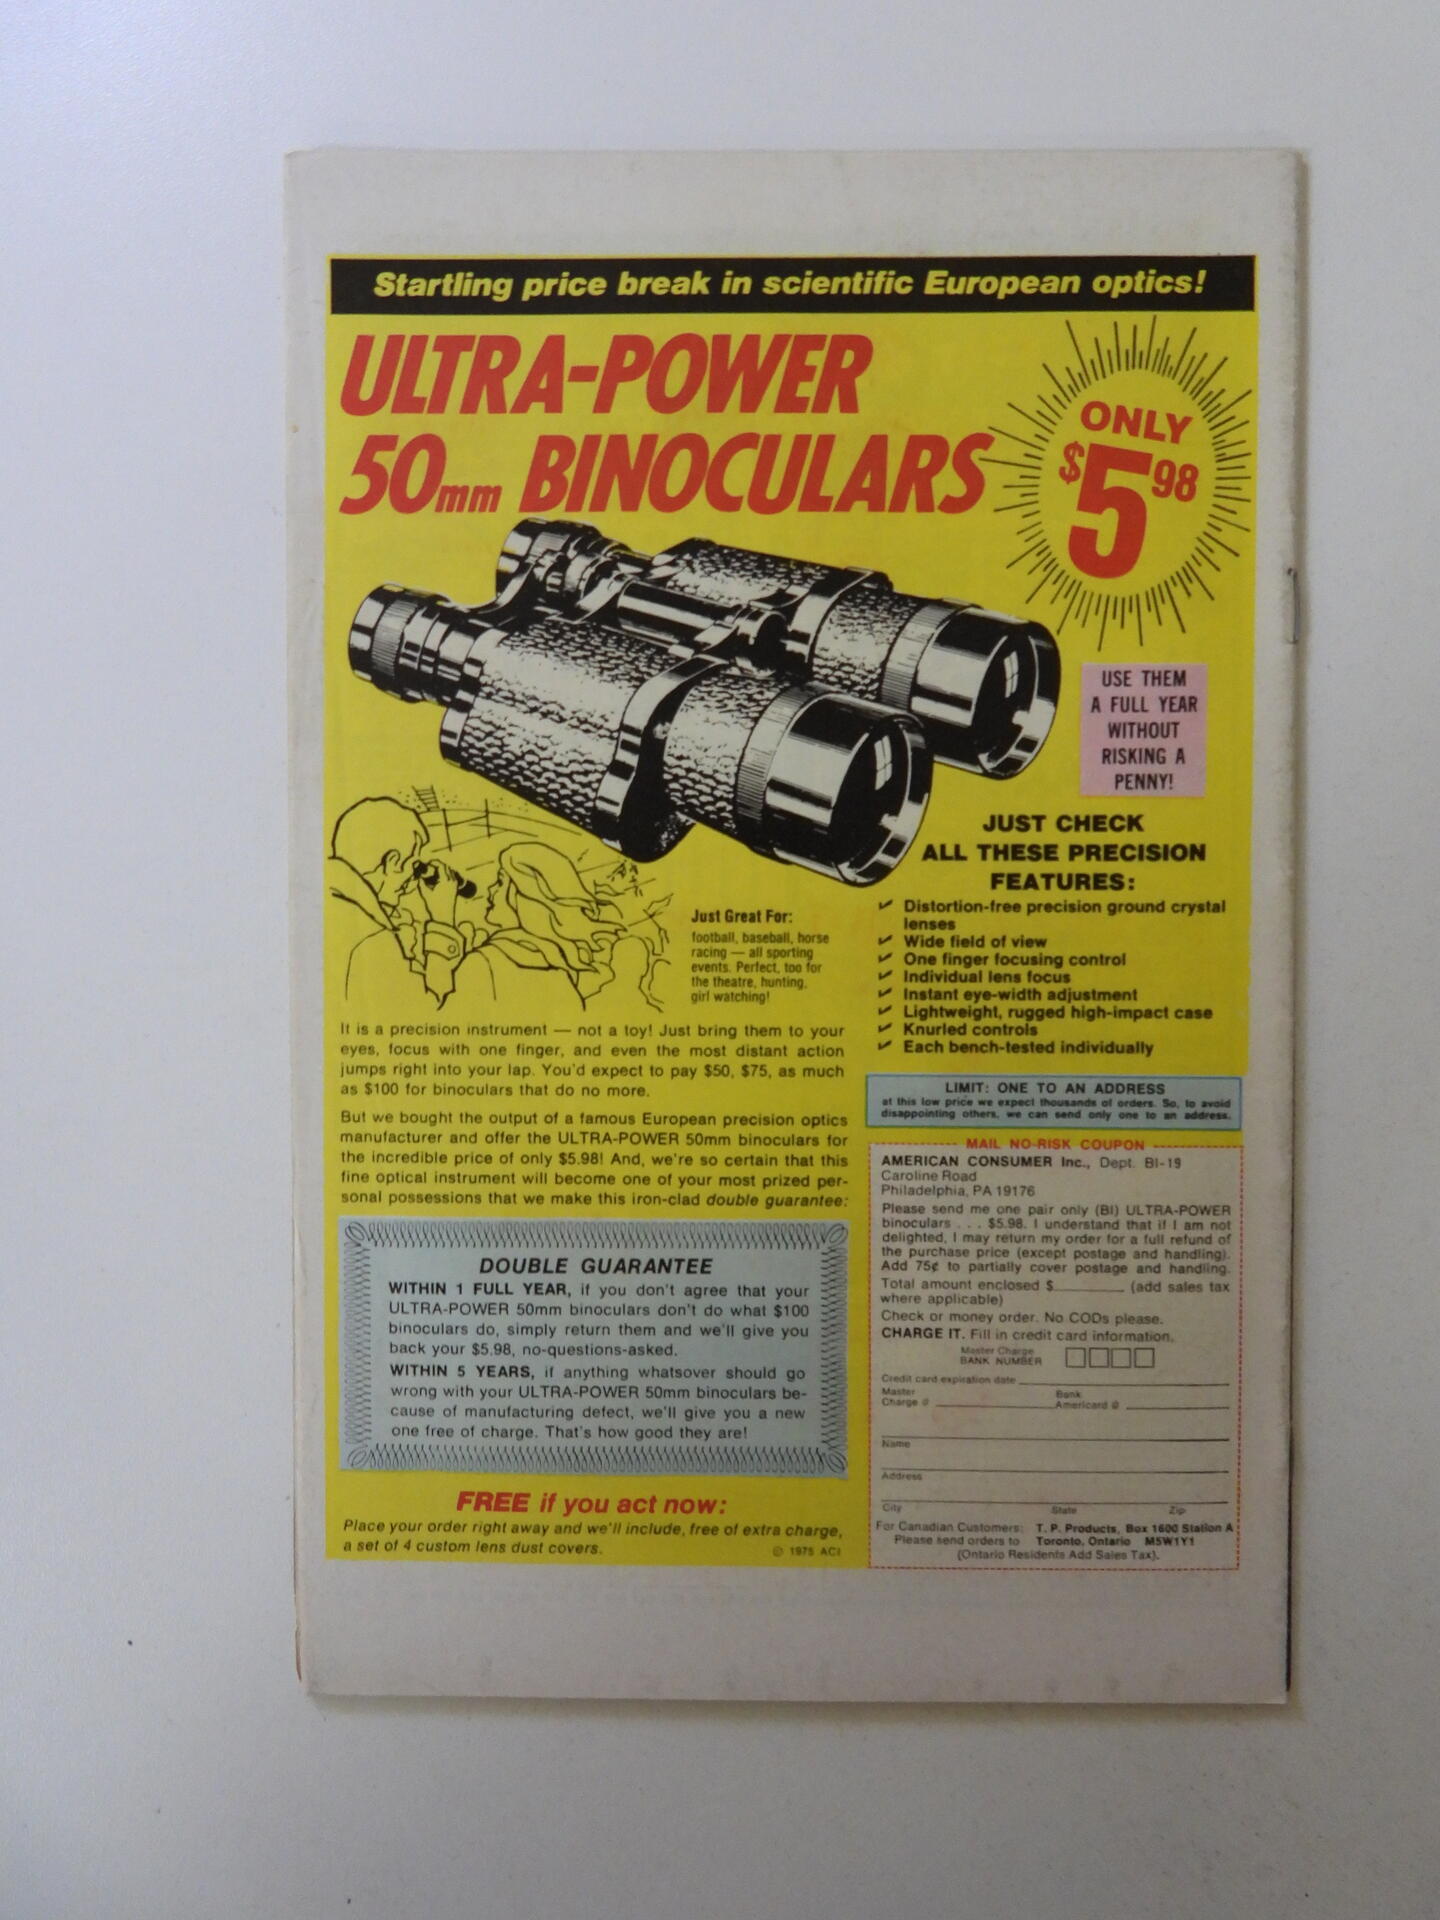 Startling price break in scientific European optics!
ULTRA-POWER
50mm BINOCULARS
ONLY
$5.98
USE THEM
A FULL YEAR
WITHOUT
RISKING A
PENNY!
JUST CHECK
ALL THESE PRECISION
FEATURES:
✔ Distortion-free precision ground crystal
lenses
✔ Wide field of view
✔ One finger focusing control
✔ Individual lens focus
✔ Instant eye-width adjustment
✔ Lightweight, rugged high-impact case
✔ Knurled controls
✔ Each bench-tested individually
Just Great For:
football, baseball, horse
racing — all sporting
events. Perfect, too for
the theatre, hunting,
girl watching!
It is a precision instrument — not a toy! Just bring them to your
eyes, focus with one finger, and even the most distant action
jumps right into your lap. You'd expect to pay $50, $75, as much
as $100 for binoculars that do no more.
But we bought the output of a famous European precision optics
manufacturer and offer the ULTRA-POWER 50mm binoculars for
the incredible price of only $5.98! And, we're so certain that this
fine optical instrument will become one of your most prized per-
sonal possessions that we make this iron-clad double guarantee:
DOUBLE GUARANTEE
WITHIN 1 FULL YEAR, if you don't agree that your
ULTRA-POWER 50mm binoculars don't do what $100
binoculars do, simply return them and we'll give you
back your $5.98, no-questions-asked.
WITHIN 5 YEARS, if anything whatsover should go
wrong with your ULTRA-POWER 50mm binoculars be-
cause of manufacturing defect, we'll give you a new
one free of charge. That's how good they are!
FREE if you act now:
Place your order right away and we'll include, free of extra charge,
a set of 4 custom lens dust covers.
© 1975 ACI
LIMIT: ONE TO AN ADDRESS
at this low price we expect thousands of orders. So, to avoid
disappointing others, we can send only one to an address.
MAIL NO-RISK COUPON
AMERICAN CONSUMER Inc., Dept. BI-19
Caroline Road
Philadelphia, PA 19176
Please send me one pair only (BI) ULTRA-POWER
binoculars . . . $5.98. I understand that if I am not
delighted, I may return my order for a full refund of
the purchase price (except postage and handling).
Add 75¢ to partially cover postage and handling.
Total amount enclosed $ (add sales tax
where applicable)
Check or money order. No CODs please.
CHARGE IT. Fill in credit card information.
Master Charge
BANK NUMBER
Credit card expiration date
Master Bank
Charge # Americard #
Name
Address
City State Zip
For Canadian Customers: T. P. Products, Box 1600 Station A
Please send orders to Toronto, Ontario M5W1Y1
(Ontario Residents Add Sales Tax).